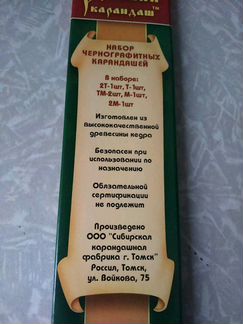 карандаш™
НАБОР
ЧЕРНОГРАФИТНЫХ
КАРАНДАШЕЙ
В наборе:
2Т-1шт, Т-1шт,
ТМ-2шт, М-1шт,
2М-1шт
Изготовлен из
высококачественной
древесины кедра
Безопасен при
использовании по
назначению
Обязательной
сертификации
не подлежит
Произведено
ООО "Сибирская
карандашная
фабрика г. Томск"
Россия, Томск,
ул. Войкова, 75